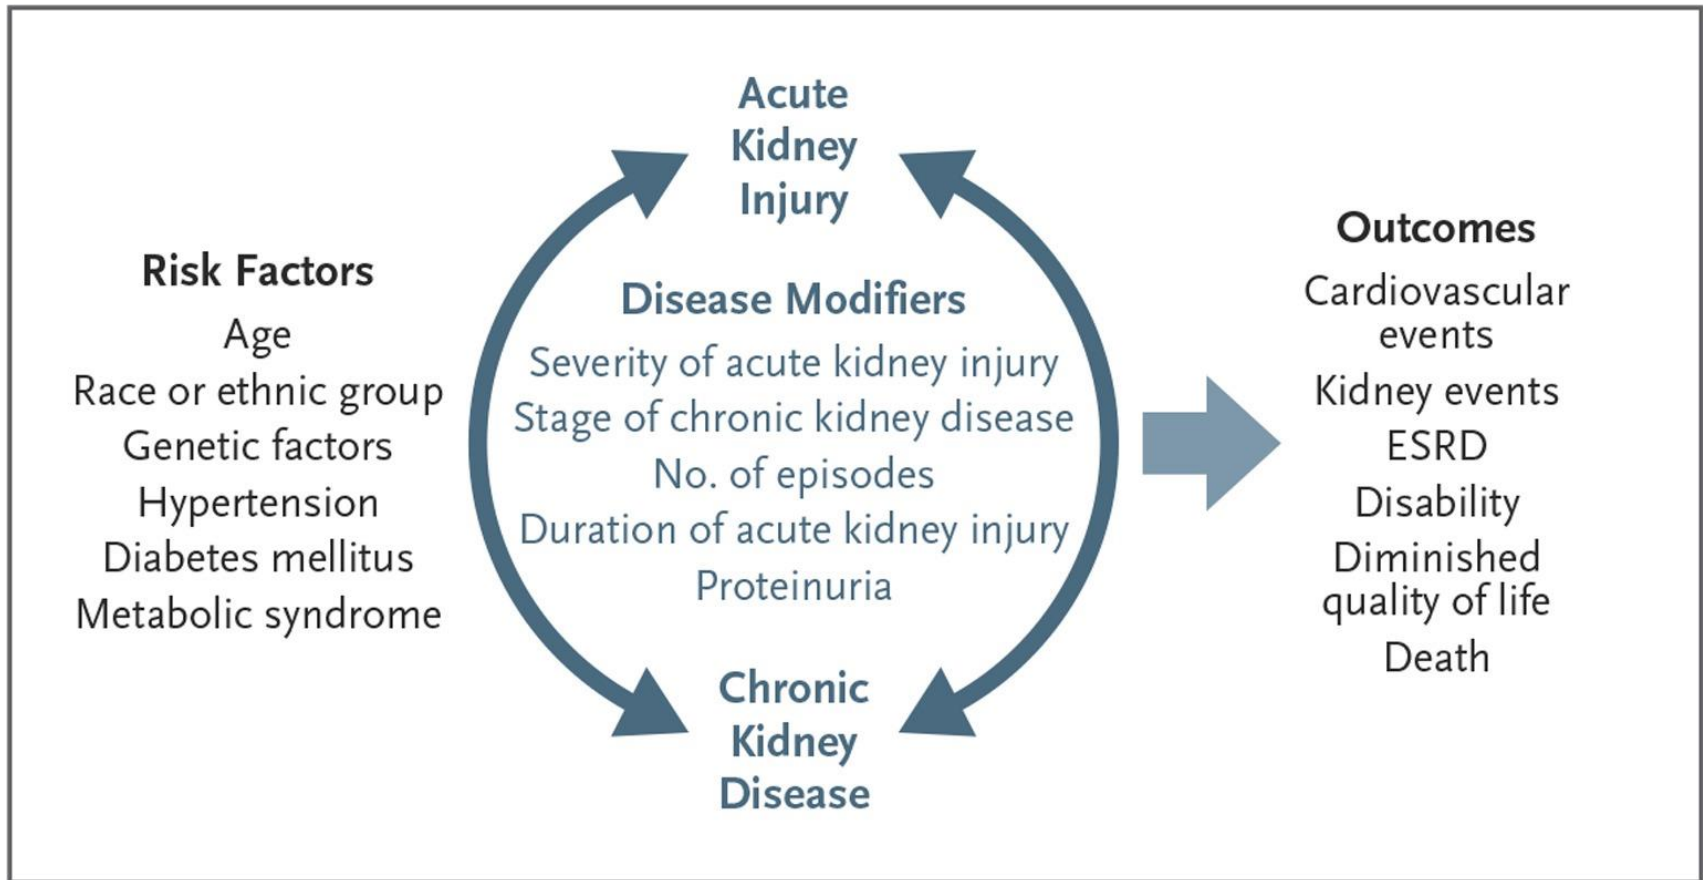 Acute
Kidney
Injury
Risk Factors
Age
Race or ethnic group
Genetic factors
Hypertension
Diabetes mellitus
Metabolic syndrome
Disease Modifiers
Severity of acute kidney injury
Stage of chronic kidney disease
No. of episodes
Duration of acute kidney injury
Proteinuria
Chronic
Kidney
Disease
Outcomes
Cardiovascular
events
Kidney events
ESRD
Disability
Diminished
quality of life
Death